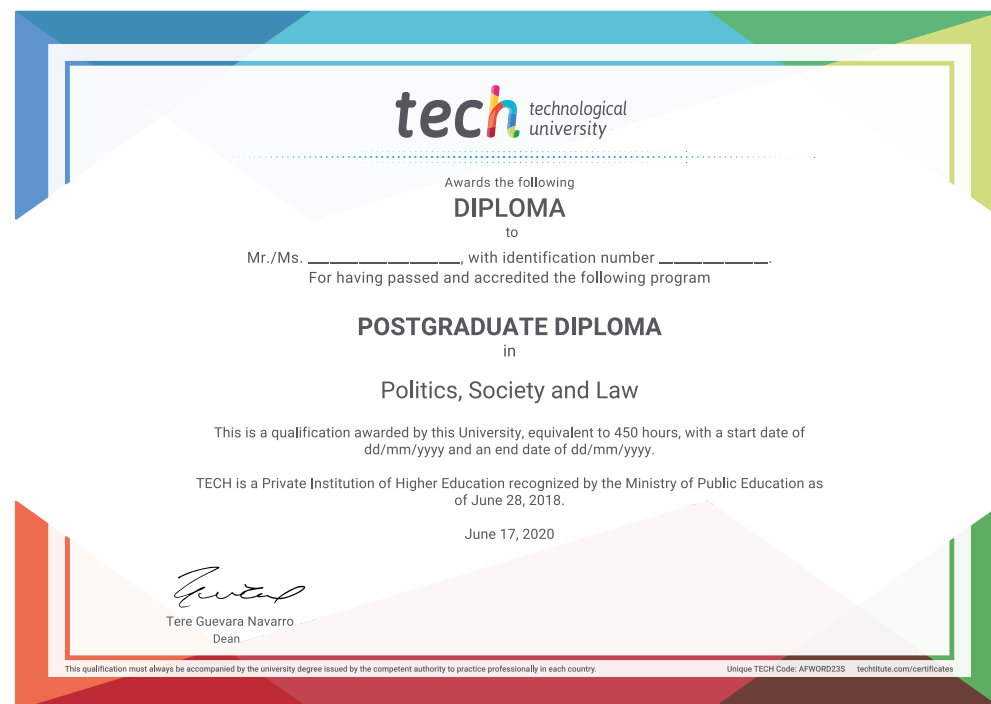 tech technological
university
Awards the following
DIPLOMA
to
Mr./Ms. __________________, with identification number _____________.
For having passed and accredited the following program
POSTGRADUATE DIPLOMA
in
Politics, Society and Law
This is a qualification awarded by this University, equivalent to 450 hours, with a start date of
dd/mm/yyyy and an end date of dd/mm/yyyy.
TECH is a Private Institution of Higher Education recognized by the Ministry of Public Education as
of June 28, 2018.
June 17, 2020
Tere Guevara Navarro
Dean
This qualification must always be accompanied by the university degree issued by the competent authority to practice professionally in each country.
Unique TECH Code: AFWORD23S techtitute.com/certificates